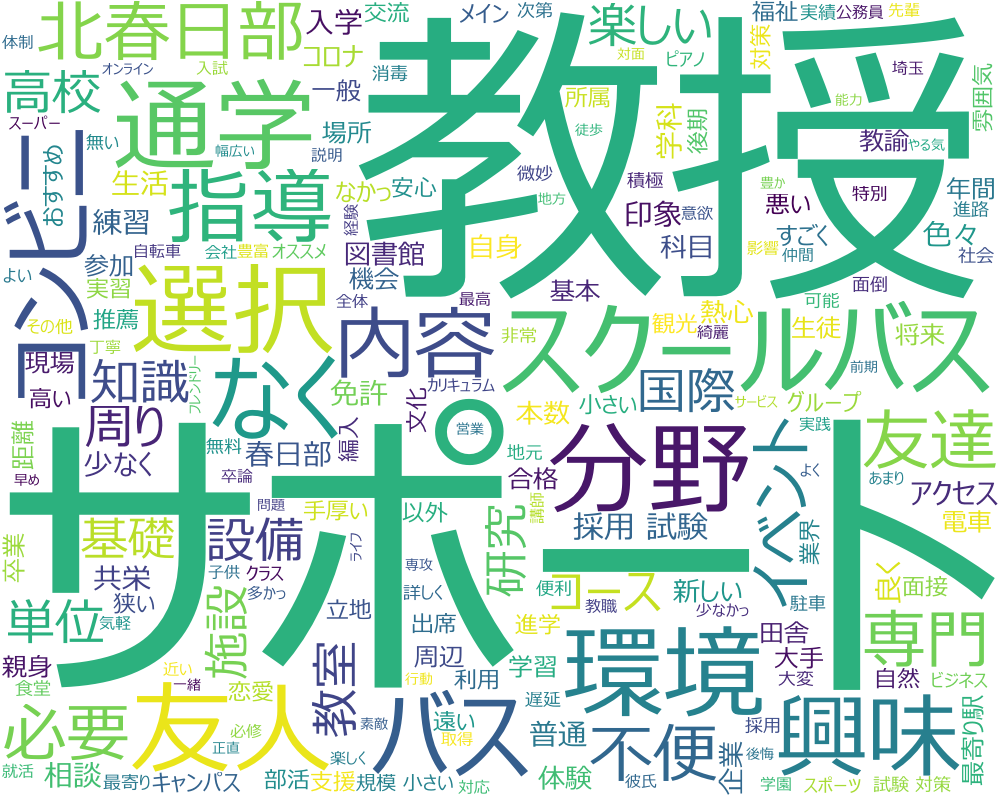 体制
北春日部
入学
交流
メイン
次第
福祉
実績
公務員
先輩
オンライン
入試
コロナ
対面
ピアノ
楽しい
対策
高校
通学
消毒
教授
一般
所属
埼玉
雰囲気
スーパー
無い
幅広い
場所
徒歩
学科
後期
能力
おすすめ
説明
教諭
やる気
コンビニ
生活
指導
なかっ
安心
微妙
積極
豊か
特別
年間
練習
経験
地方
印象
意欲
悪い
進路
自転車
会社
豊富
オススメ
図書館
自身
科目
すごく
色々
よい
参加
機会
影響
仲間
社会
実習
選択
全体
最高
基本
面倒
その他
推薦
内容
非常
観光
熱心
可能
生徒
将来
丁寧
綺麗
現場
フレンドリー
スクールバス
前期
高い
知識
なく
免許
カリキュラム
文化
本数
小さい
国際
サービス
グループ
周り
編入
営業
分野
実践
友達
距離
少なく
無料
春日部
地元
イベント
よく
早め
卒論
合格
あまり
アクセス
サポート
基礎
問題
手厚い
以外
講師
採用 試験
電車
卒業
設備
ライフ
研究
業界
共栄
子供
クラス
専攻
コース
新しい
良く
面接
狭い
多かっ
詳しく
便利
教職
少なかっ
駐車
単位
気軽
施設
立地
出席
進学
田舎
専門
親身
教室
周辺
学習
環境
大手
近い
一緒
行動
利用
大変
自然
ビジネス
食堂
恋愛
遅延
必要
友人
必修
素敵
バス
遠い
普通
不便
採用
興味
最寄り駅
正直
取得
企業
後悔
就活
相談
最寄り
キャンパス
部活
楽しく
支援
規模
小さい
対応
体験
彼氏
学園
スポーツ
試験 対策